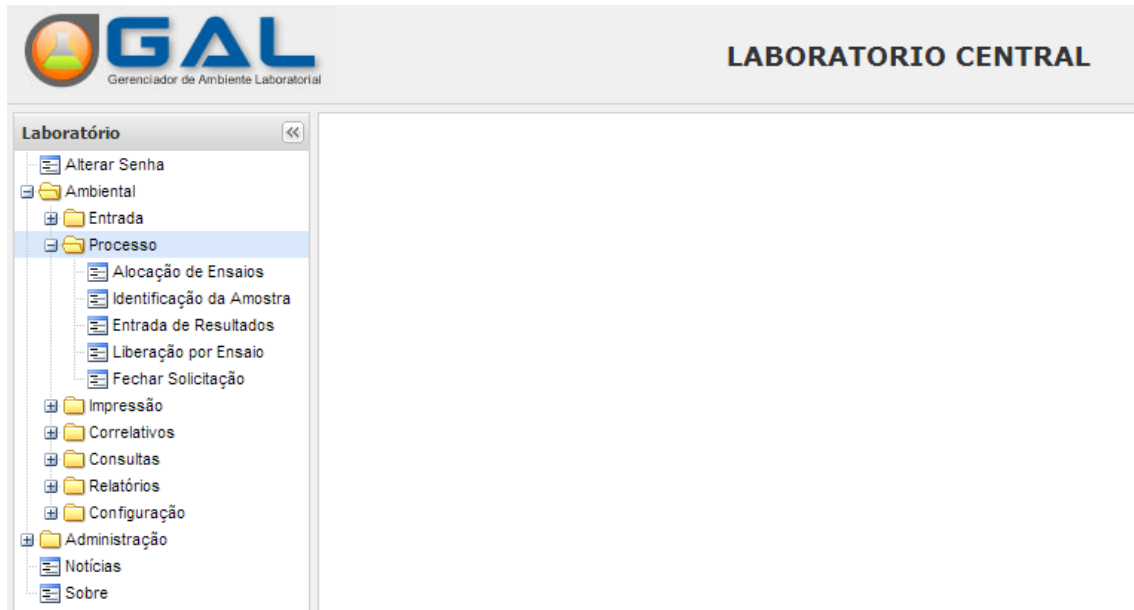 GAL
Gerenciador de Ambiente Laboratorial
LABORATORIO CENTRAL
Laboratório
Alterar Senha
Ambiental
Entrada
Processo
Alocação de Ensaios
Identificação da Amostra
Entrada de Resultados
Liberação por Ensaio
Fechar Solicitação
Impressão
Correlativos
Consultas
Relatórios
Configuração
Administração
Notícias
Sobre